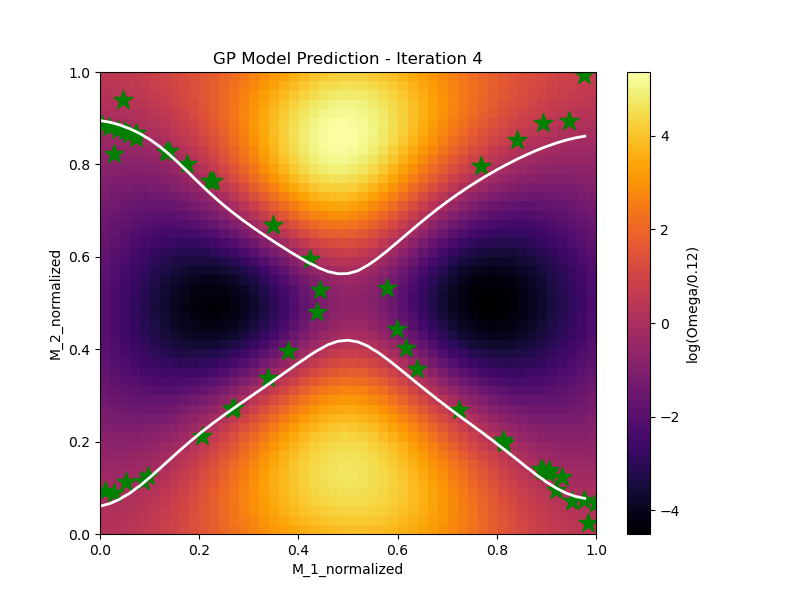 GP Model Prediction - Iteration 4
1.0
0.8
0.6
0.4
0.2
0.0
M_2_normalized
0.0 0.2 0.4 0.6 0.8 1.0
M_1_normalized
4
2
0
−2
−4
log(Omega/0.12)